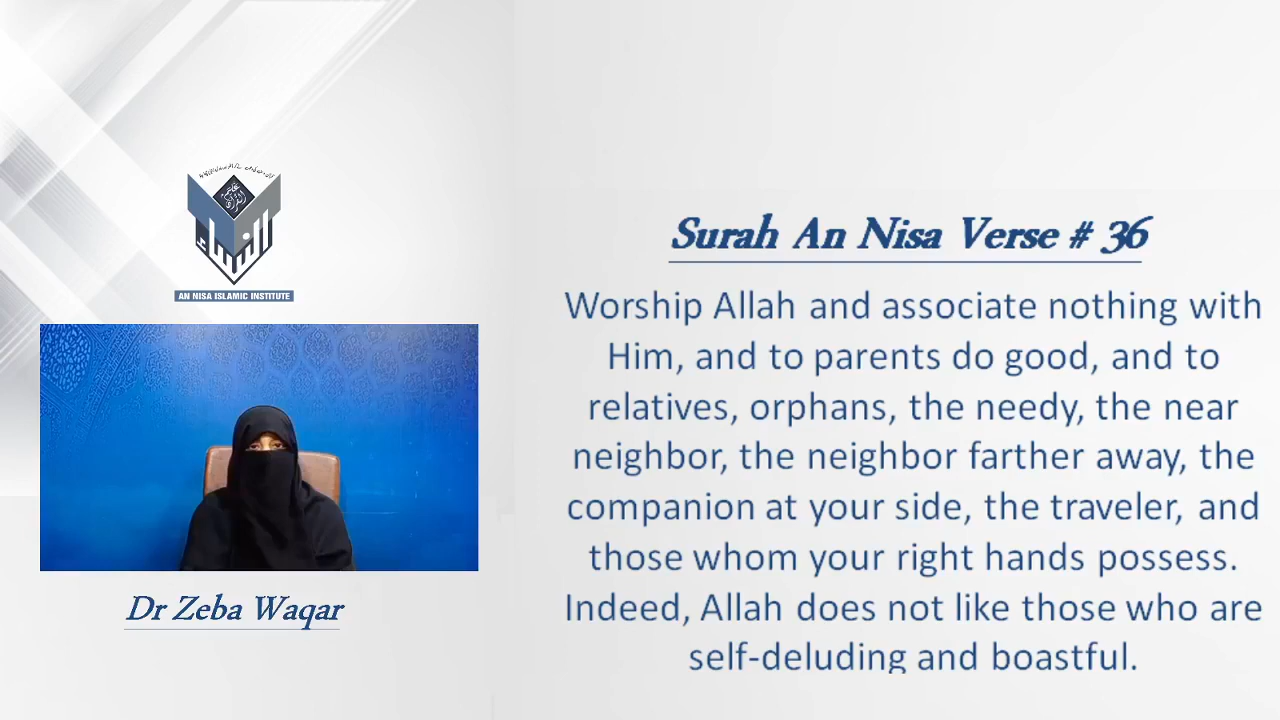 AN NISA ISLAMIC INSTITUTE
Dr Zeba Waqar
Surah An Nisa Verse # 36
Worship Allah and associate nothing with
Him, and to parents do good, and to
relatives, orphans, the needy, the near
neighbor, the neighbor farther away, the
companion at your side, the traveler, and
those whom your right hands possess.
Indeed, Allah does not like those who are
self-deluding and boastful.